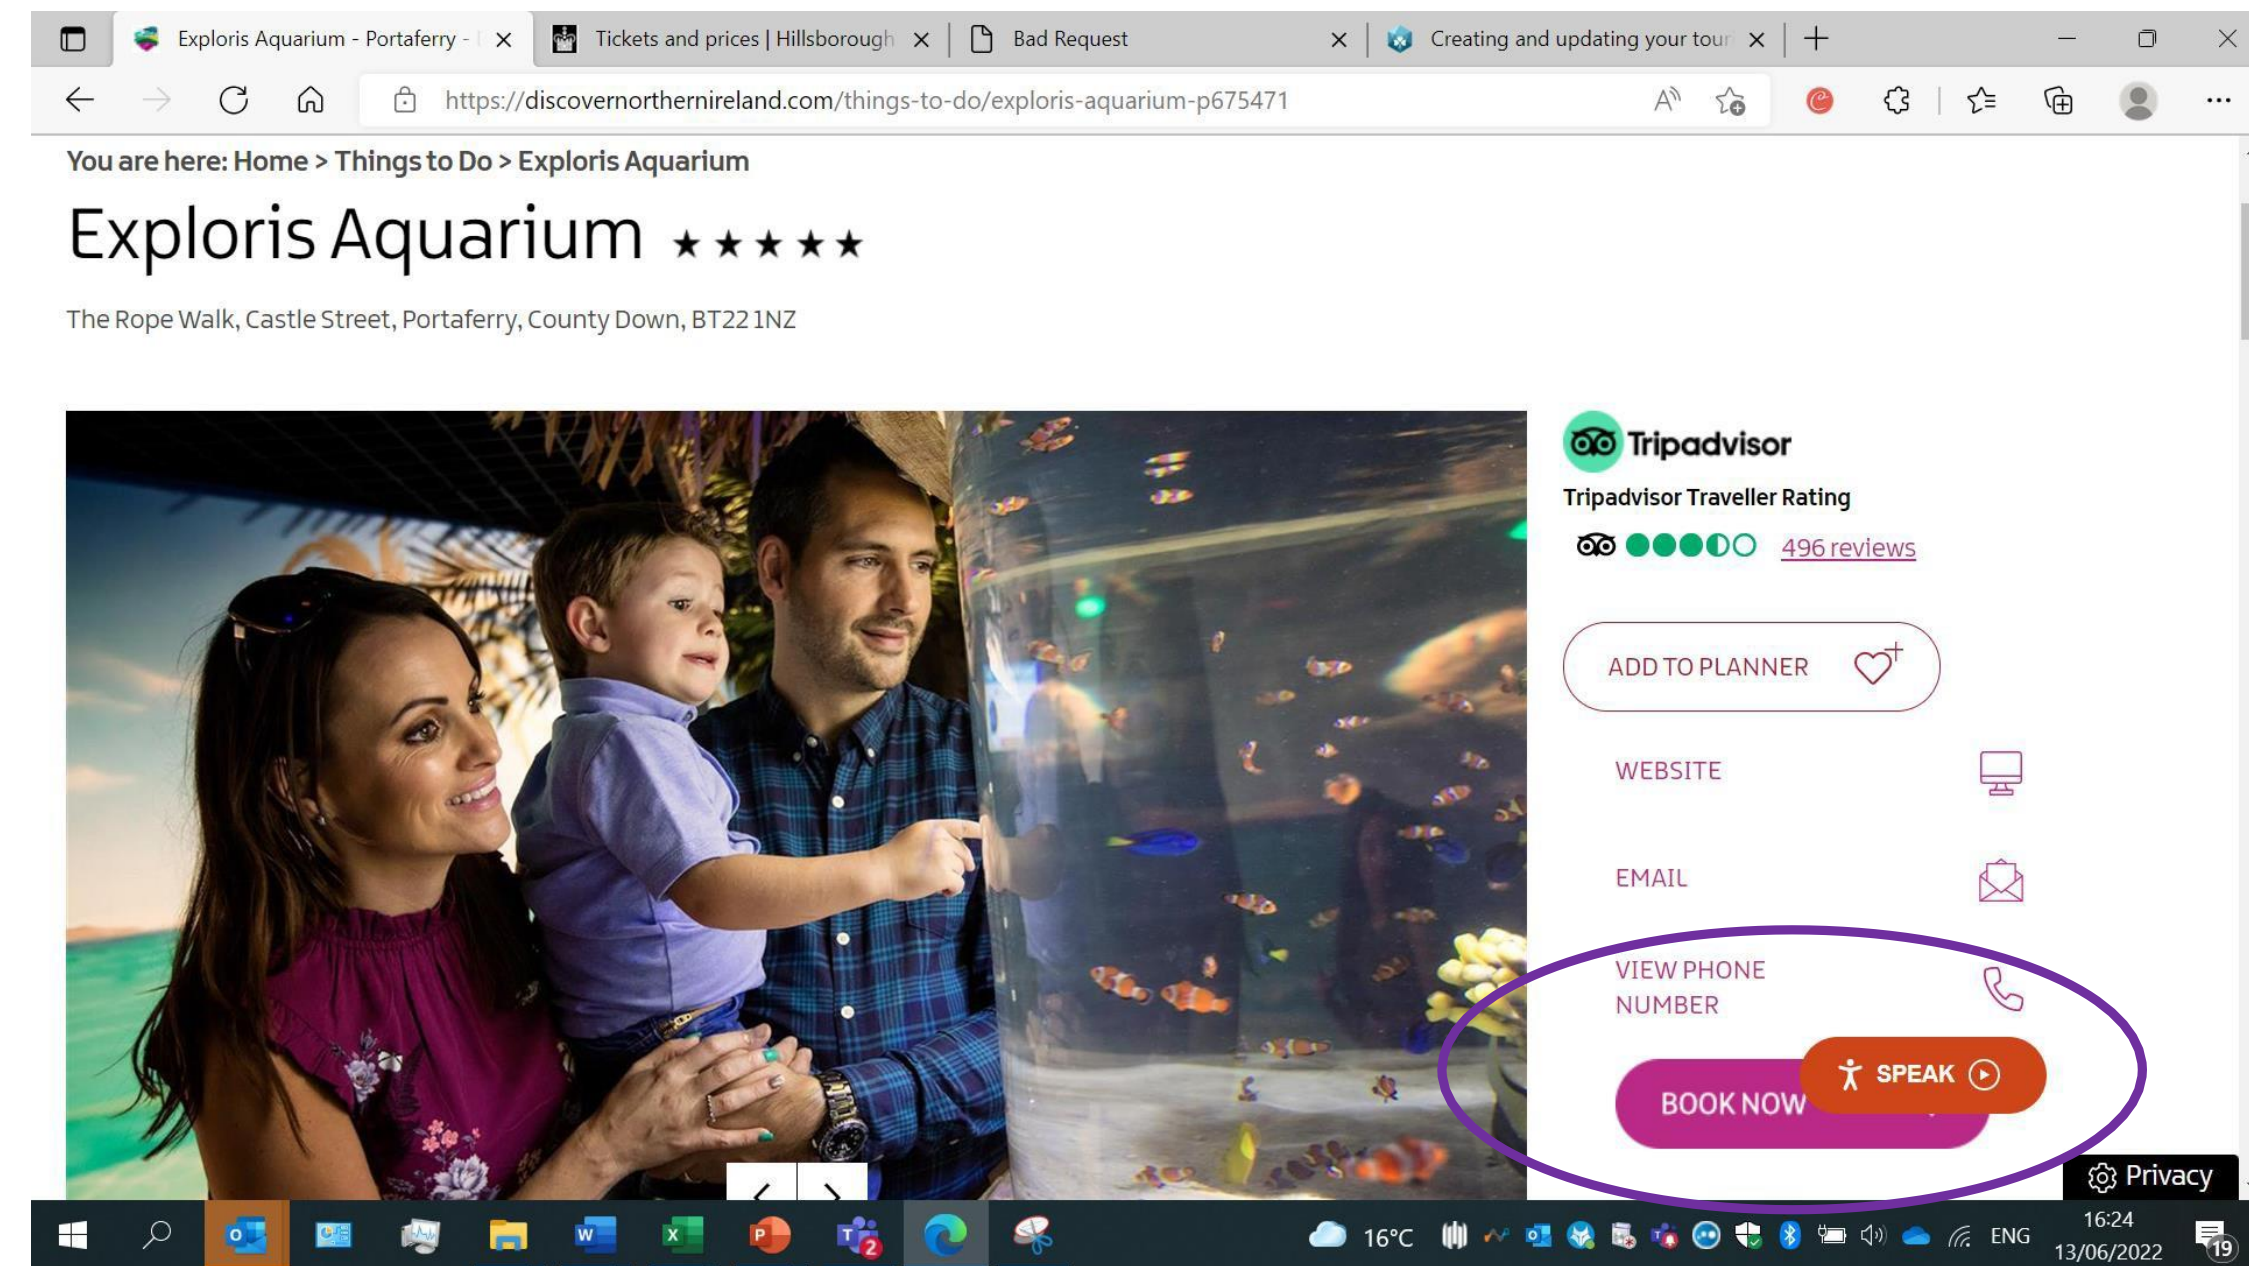 Exploris Aquarium - Portaferry -
Tickets and prices | Hillsborough
Bad Request
Creating and updating your tour
https://discovernorthernireland.com/things-to-do/exploris-aquarium-p675471
You are here: Home > Things to Do > Exploris Aquarium
Exploris Aquarium ★★★★★
The Rope Walk, Castle Street, Portaferry, County Down, BT22 1NZ
Tripadvisor
Tripadvisor Traveller Rating
496 reviews
ADD TO PLANNER
WEBSITE
EMAIL
VIEW PHONE
NUMBER
SPEAK
BOOK NOW
Privacy
16°C
ENG
16:24
13/06/2022
2
19